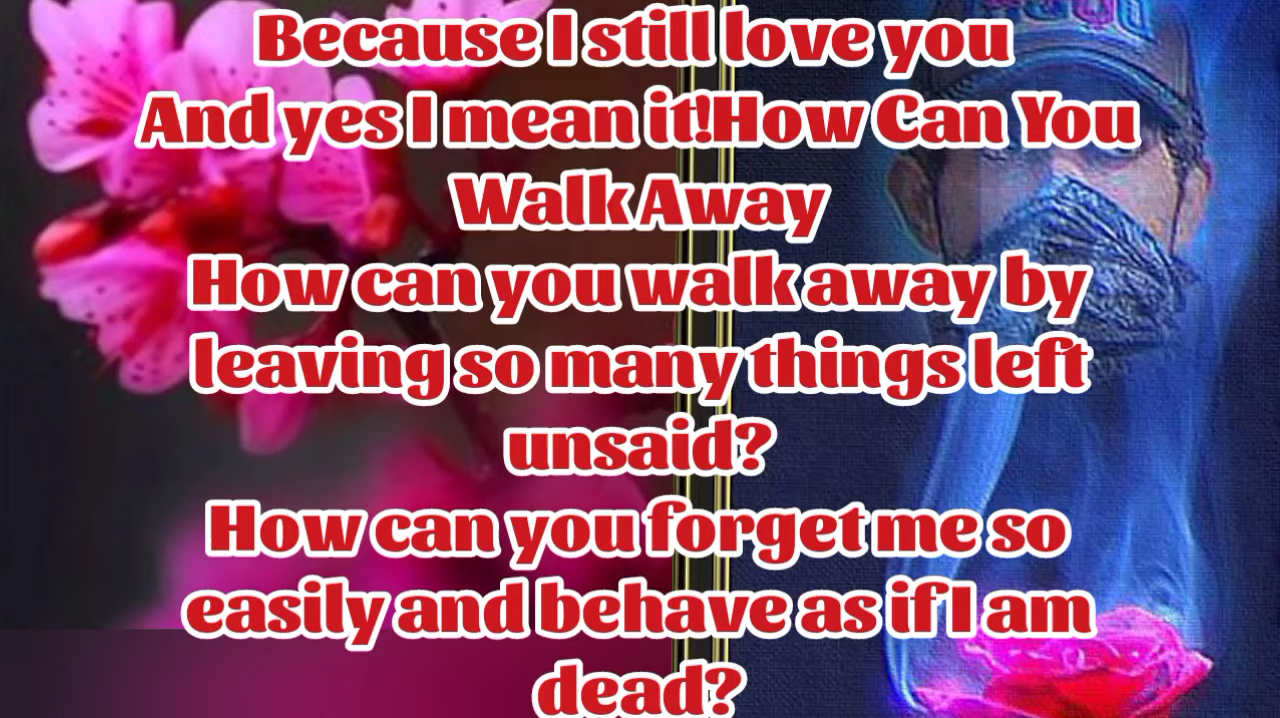 Because I still love you
And yes I mean it!How Can You
Walk Away
How can you walk away by
leaving so many things left
unsaid?
How can you forget me so
easily and behave as if I am
dead?